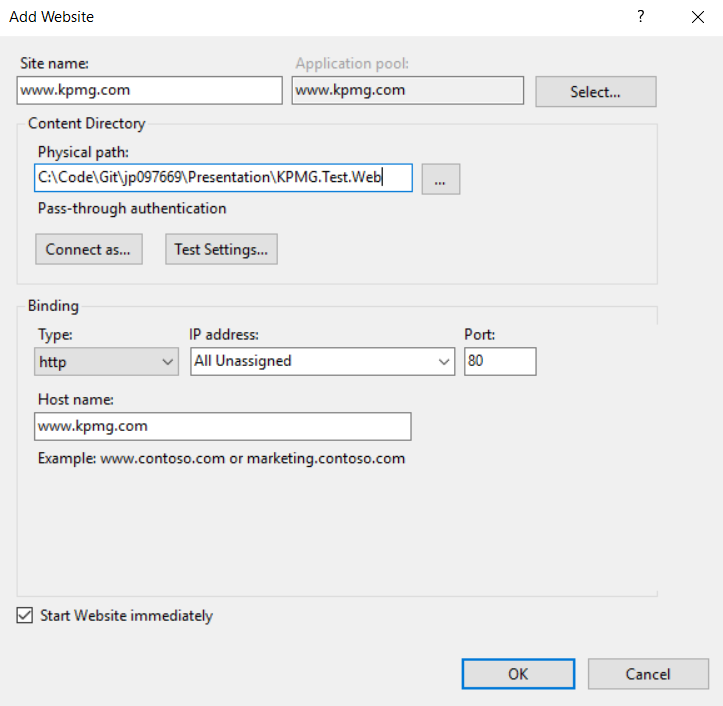 Add Website
?
Site name: Application pool:
www.kpmg.com www.kpmg.com Select...
Content Directory
Physical path:
C:\Code\Git\jp097669\Presentation\KPMG.Test.Web ...
Pass-through authentication
Connect as... Test Settings...
Binding
Type: IP address: Port:
http All Unassigned 80
Host name:
www.kpmg.com
Example: www.contoso.com or marketing.contoso.com
Start Website immediately
OK Cancel